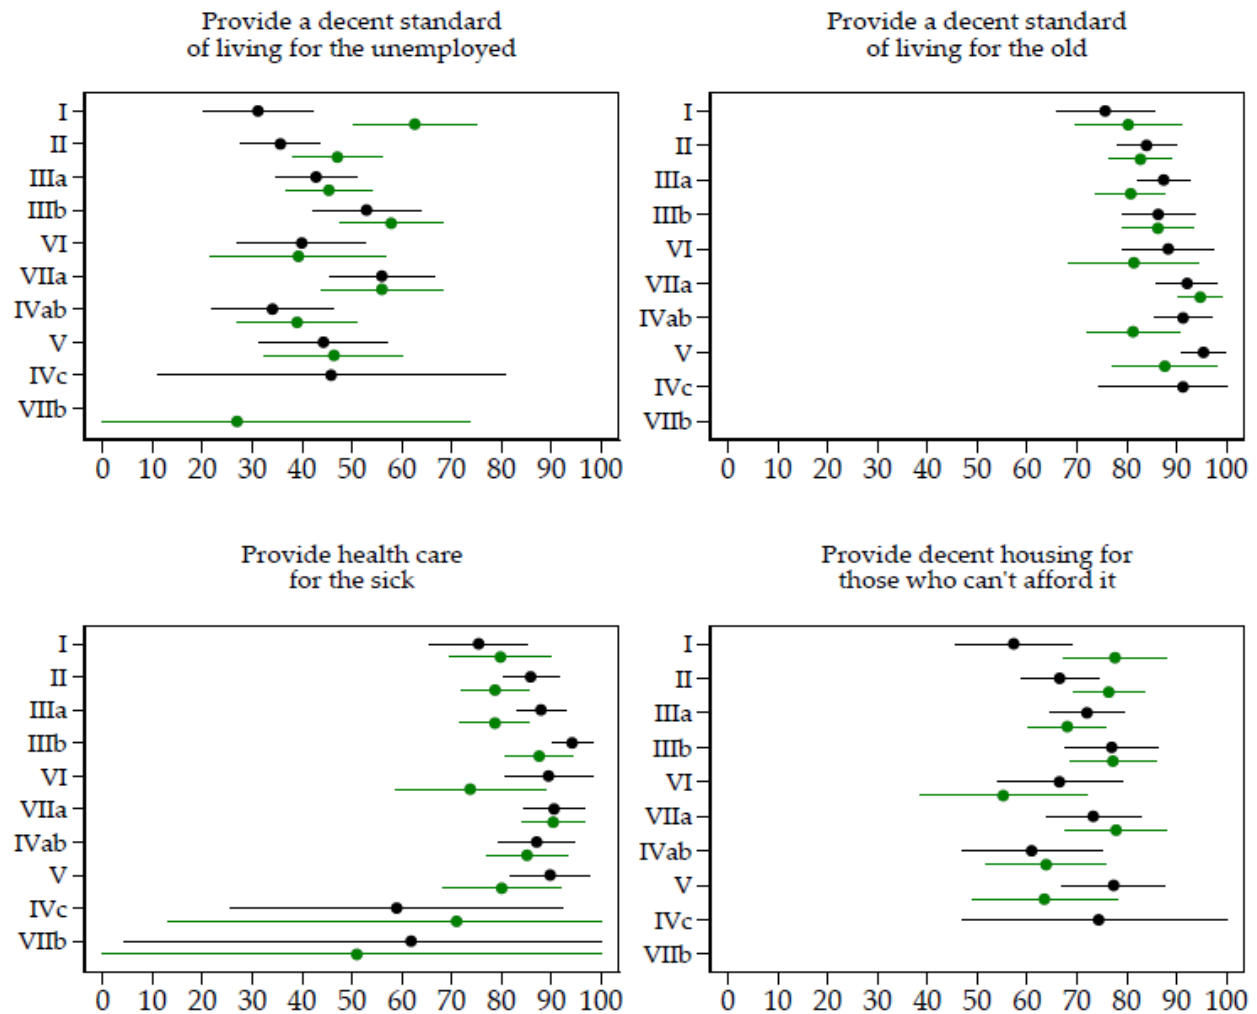 Provide a decent standard
of living for the unemployed
I
II
IIIa
IIIb
VI
VIIa
IVab
V
IVc
VIIb
0 10 20 30 40 50 60 70 80 90 100
Provide a decent standard
of living for the old
I
II
IIIa
IIIb
VI
VIIa
IVab
V
IVc
VIIb
0 10 20 30 40 50 60 70 80 90 100
Provide health care
for the sick
I
II
IIIa
IIIb
VI
VIIa
IVab
V
IVc
VIIb
0 10 20 30 40 50 60 70 80 90 100
Provide decent housing for
those who can't afford it
I
II
IIIa
IIIb
VI
VIIa
IVab
V
IVc
VIIb
0 10 20 30 40 50 60 70 80 90 100